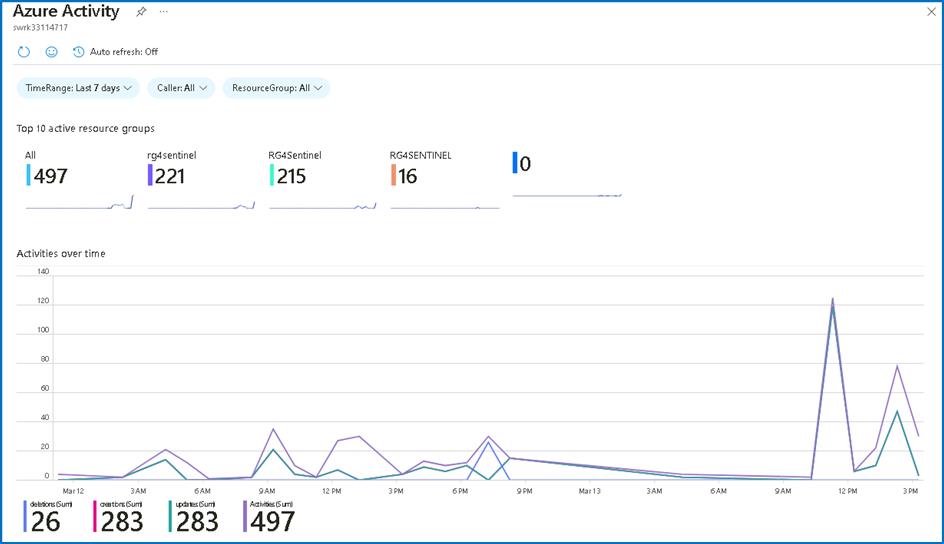 Azure Activity
swrk33114717
Auto refresh: Off
TimeRange: Last 7 days
Caller: All
ResourceGroup: All
Top 10 active resource groups
All
497
rg4sentinel
221
RG4Sentinel
215
RG4SENTINEL
16
0
Activities over time
140
120
100
80
60
40
20
0
Mar 12
3 AM
6 AM
9 AM
12 PM
3 PM
6 PM
9 PM
Mar 13
3 AM
6 AM
9 AM
12 PM
3 PM
deletions (Sum)
26
creations (Sum)
283
updates (Sum)
283
Activities (Sum)
497